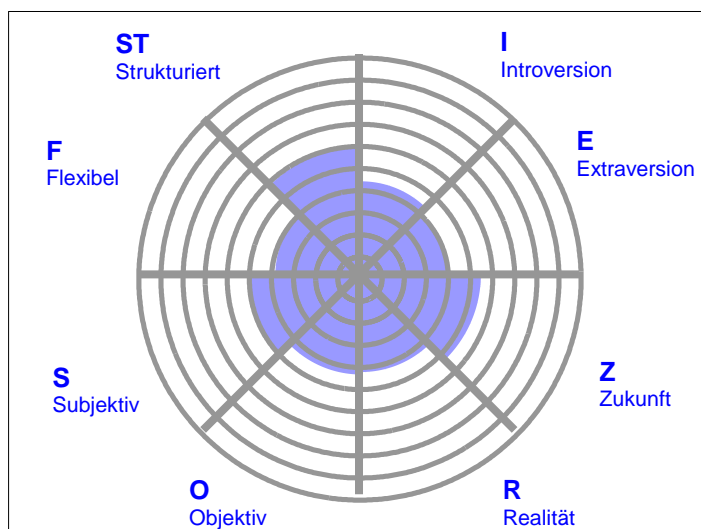 ST
Strukturiert
I
Introversion
F
Flexibel
E
Extraversion
S
Subjektiv
Z
Zukunft
O
Objektiv
R
Realität